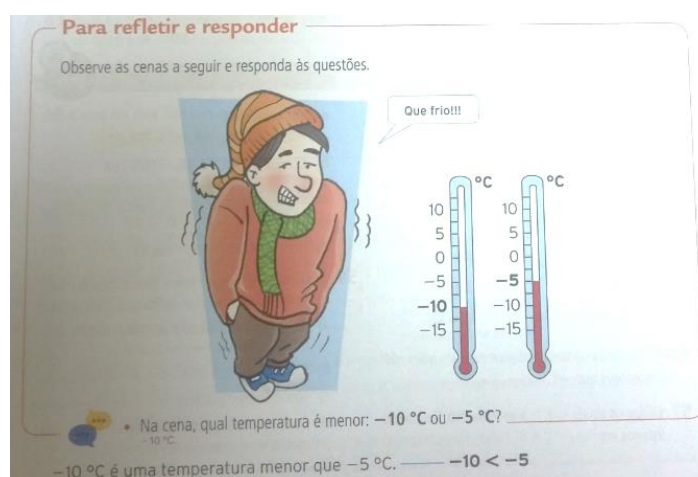 Para refletir e responder
Observe as cenas a seguir e responda às questões.
Que frio!!!
°C
10
5
0
−5
−10
−15
°C
10
5
0
−5
−10
−15
• Na cena, qual temperatura é menor: −10 °C ou −5 °C?
−10 °C.
−10 °C é uma temperatura menor que −5 °C. −10 < −5